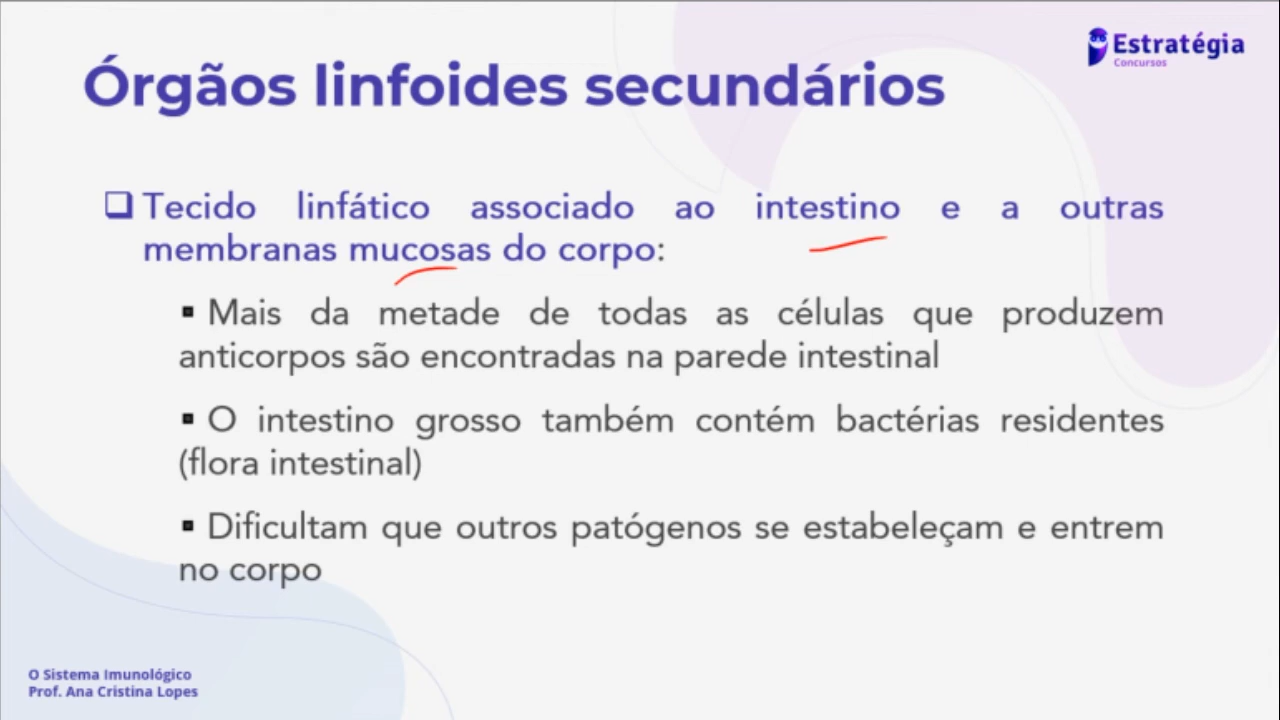 Estratégia
Concursos
Órgãos linfoides secundários
Tecido linfático associado ao intestino e a outras
membranas mucosas do corpo:
Mais da metade de todas as células que produzem
anticorpos são encontradas na parede intestinal
O intestino grosso também contém bactérias residentes
(flora intestinal)
Dificultam que outros patógenos se estabeleçam e entrem
no corpo
O Sistema Imunológico
Prof. Ana Cristina Lopes